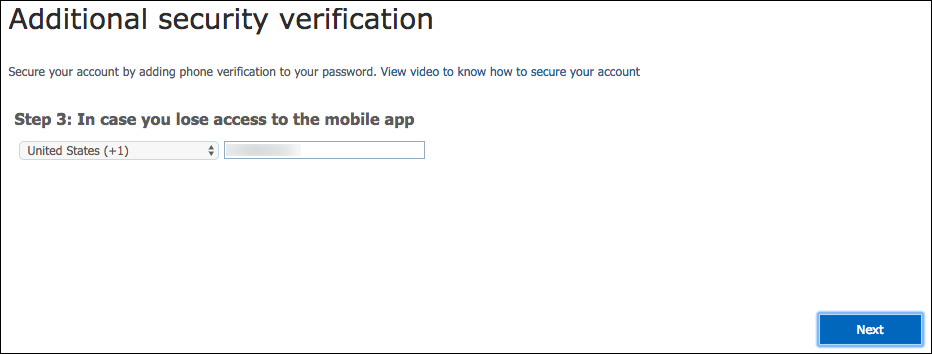 Additional security verification
Secure your account by adding phone verification to your password. View video to know how to secure your account
Step 3: In case you lose access to the mobile app
United States (+1)
Next